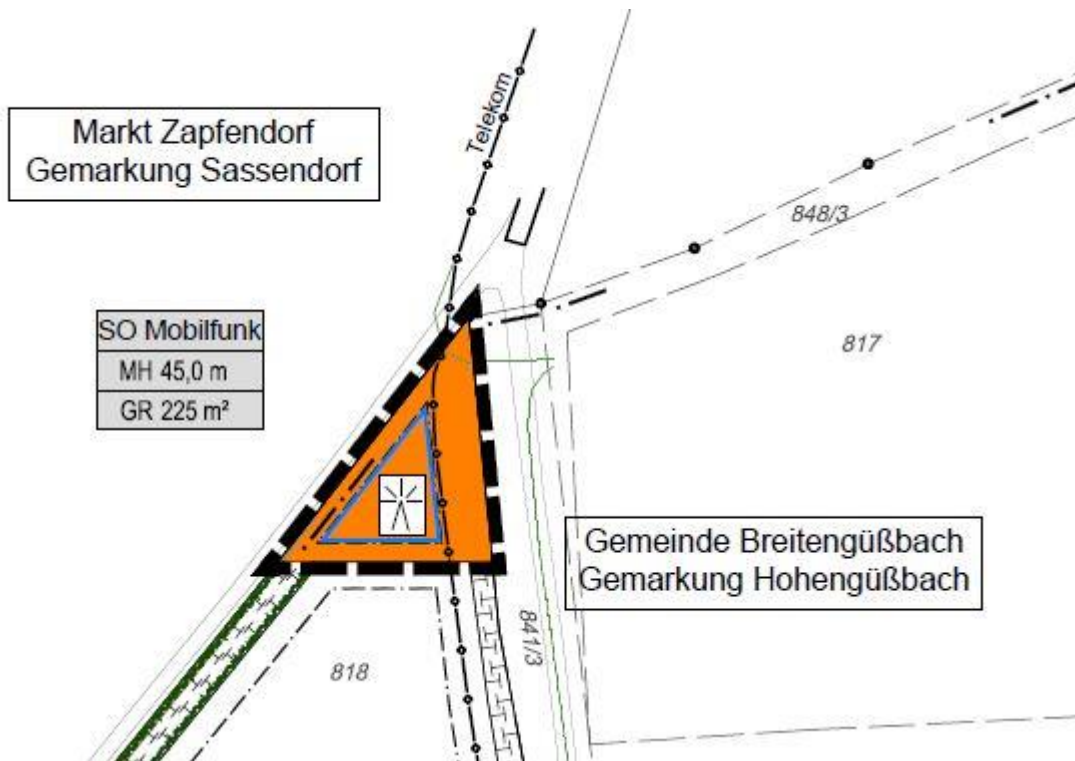 Telekom
Markt Zapfendorf
Gemarkung Sassendorf
848/3
SO Mobilfunk
MH 45,0 m
GR 225 m²
817
Gemeinde Breitengüßbach
Gemarkung Hohengüßbach
841/3
818